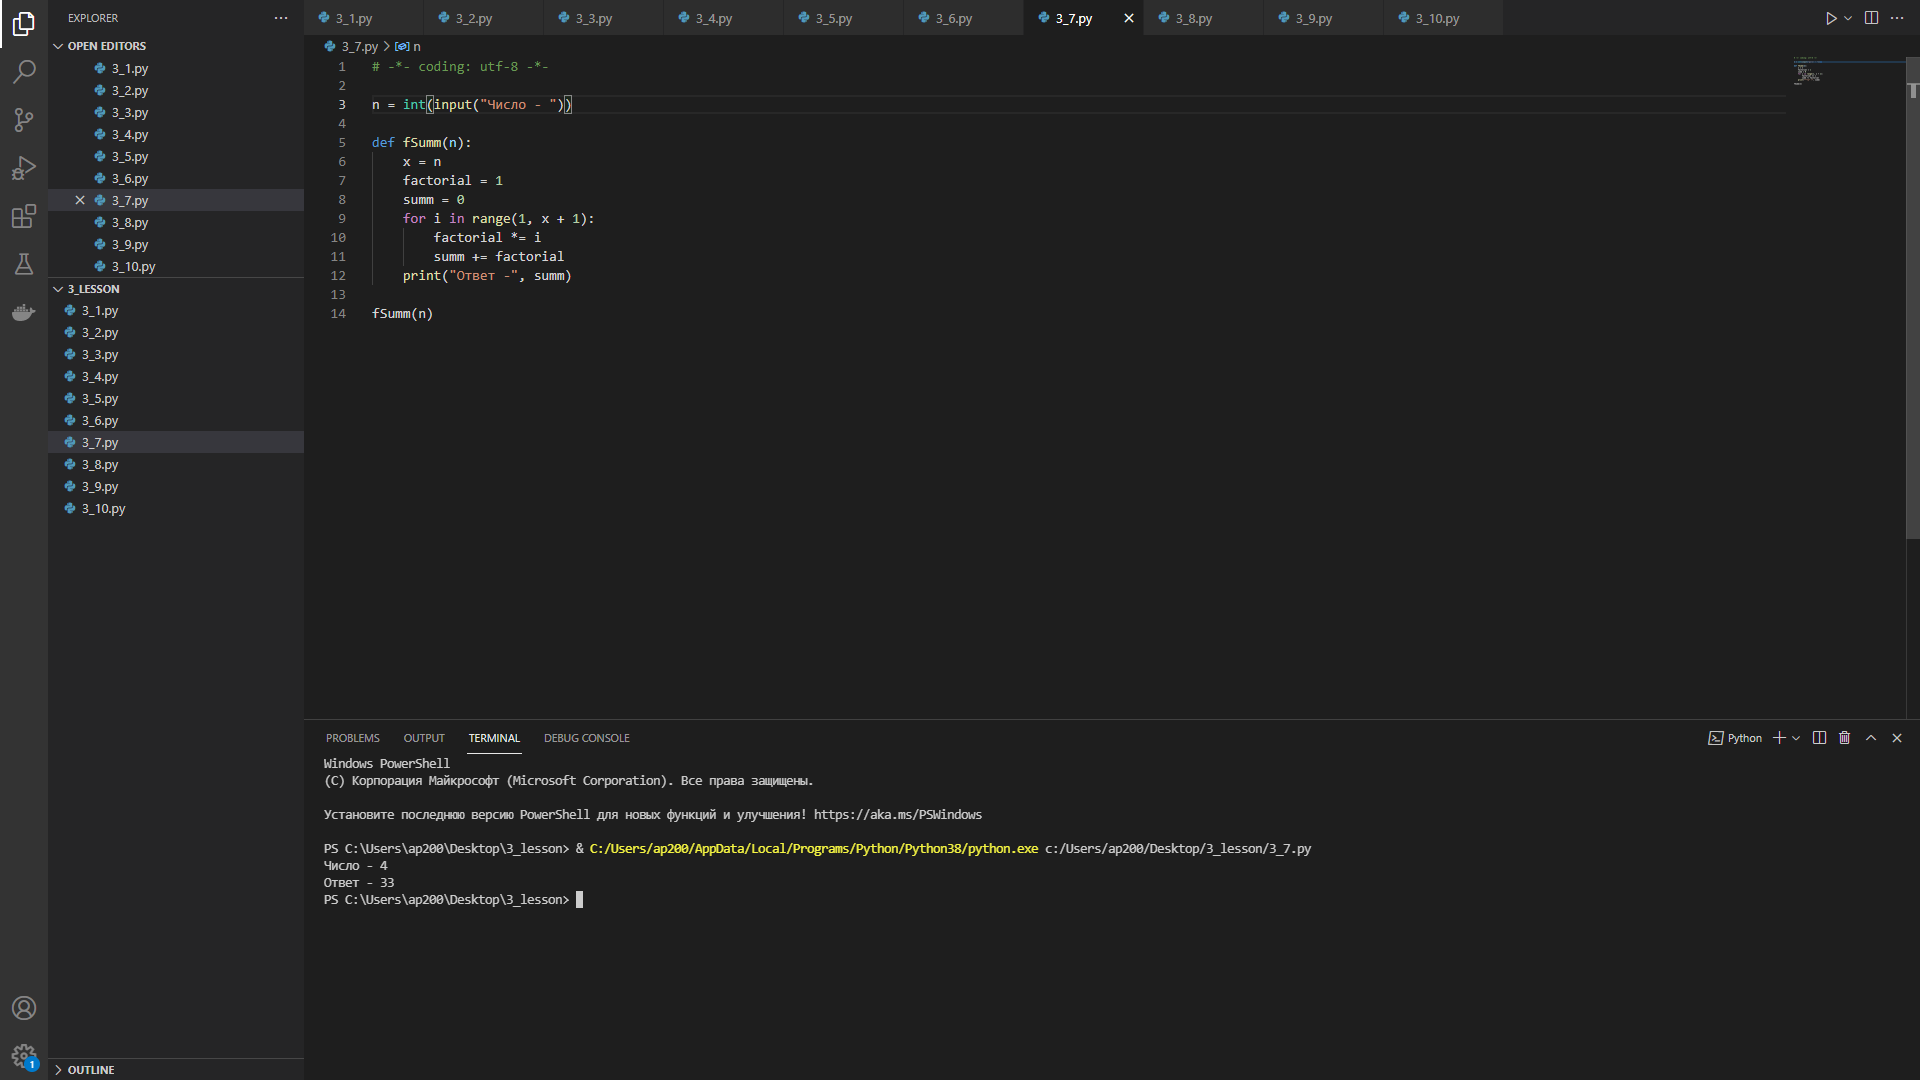 EXPLORER
OPEN EDITORS
3_1.py
3_2.py
3_3.py
3_4.py
3_5.py
3_6.py
3_7.py
3_8.py
3_9.py
3_10.py
3_LESSON
3_1.py
3_2.py
3_3.py
3_4.py
3_5.py
3_6.py
3_7.py
3_8.py
3_9.py
3_10.py
OUTLINE
1
3_1.py 3_2.py 3_3.py 3_4.py 3_5.py 3_6.py 3_7.py 3_8.py 3_9.py 3_10.py
3_7.py > n
1 # -*- coding: utf-8 -*-
2
3 n = int(input("Число - "))
4
5 def fSumm(n):
6     x = n
7     factorial = 1
8     summ = 0
9     for i in range(1, x + 1):
10         factorial *= i
11         summ += factorial
12     print("Ответ -", summ)
13
14 fSumm(n)
PROBLEMS OUTPUT TERMINAL DEBUG CONSOLE
Python
Windows PowerShell
(C) Корпорация Майкрософт (Microsoft Corporation). Все права защищены.
Установите последнюю версию PowerShell для новых функций и улучшения! https://aka.ms/PSWindows
PS C:\Users\ap200\Desktop\3_lesson> & C:/Users/ap200/AppData/Local/Programs/Python/Python38/python.exe c:/Users/ap200/Desktop/3_lesson/3_7.py
Число - 4
Ответ - 33
PS C:\Users\ap200\Desktop\3_lesson>